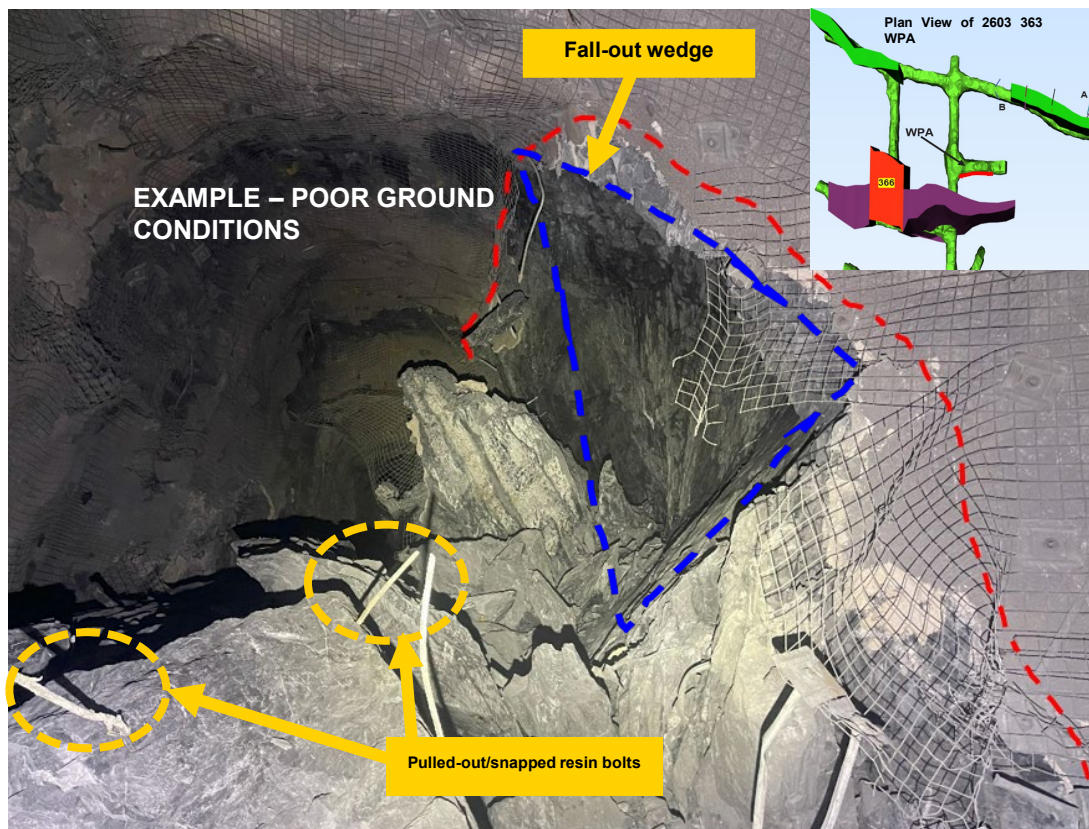 Fall-out wedge
Plan View of 2603 363
WPA
B
A
WPA
366
EXAMPLE – POOR GROUND
CONDITIONS
Pulled-out/snapped resin bolts